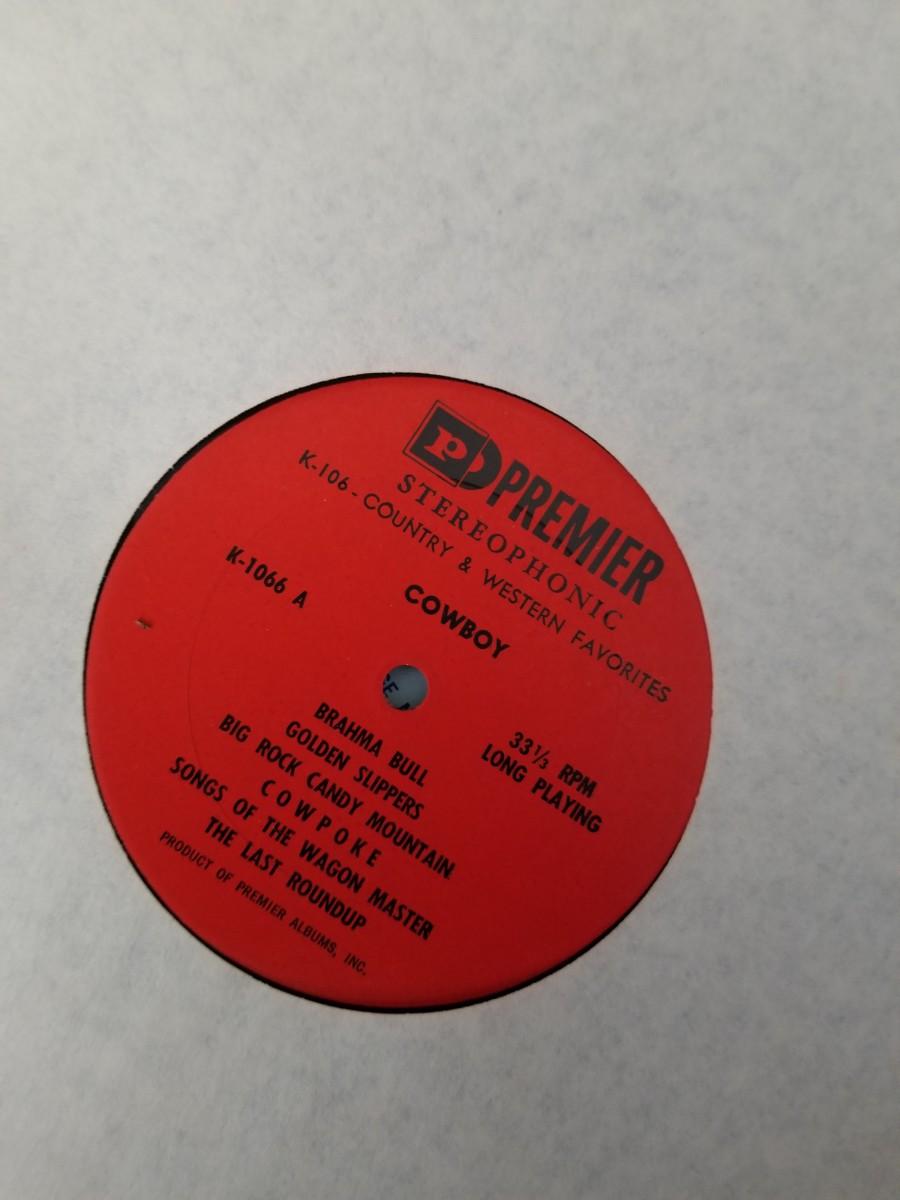 PREMIER
STEREOPHONIC
K-106 - COUNTRY & WESTERN FAVORITES
K-1066 A
COWBOY
33⅓ RPM
LONG PLAYING
BRAHMA BULL
GOLDEN SLIPPERS
BIG ROCK CANDY MOUNTAIN
COWPOKE
SONGS OF THE WAGON MASTER
THE LAST ROUNDUP
PRODUCT OF PREMIER ALBUMS, INC.